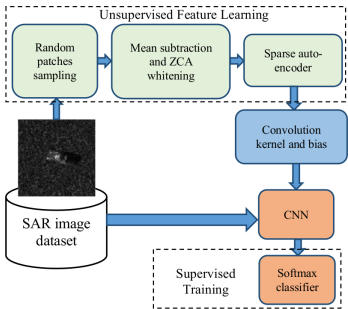 Unsupervised Feature Learning
Random
patches
sampling
Mean subtraction
and ZCA
whitening
Sparse auto-
encoder
Convolution
kernel and bias
SAR image
dataset
CNN
Supervised
Training
Softmax
classifier